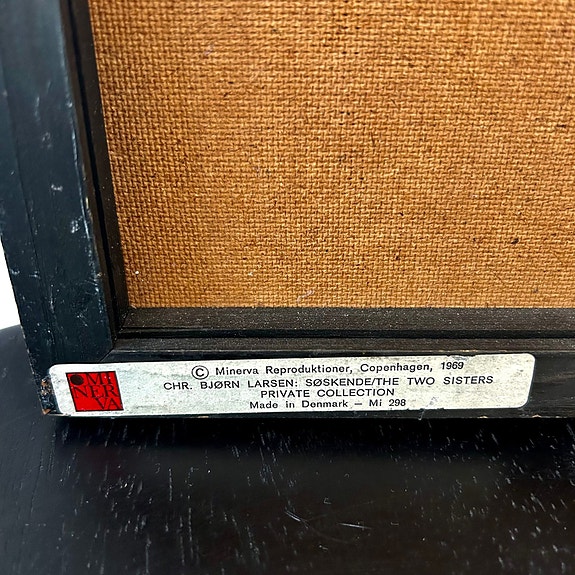 MI
NER
VA
© Minerva Reproduktioner, Copenhagen, 1969
CHR. BJØRN LARSEN: SØSKENDE/THE TWO SISTERS
PRIVATE COLLECTION
Made in Denmark — Mi 298